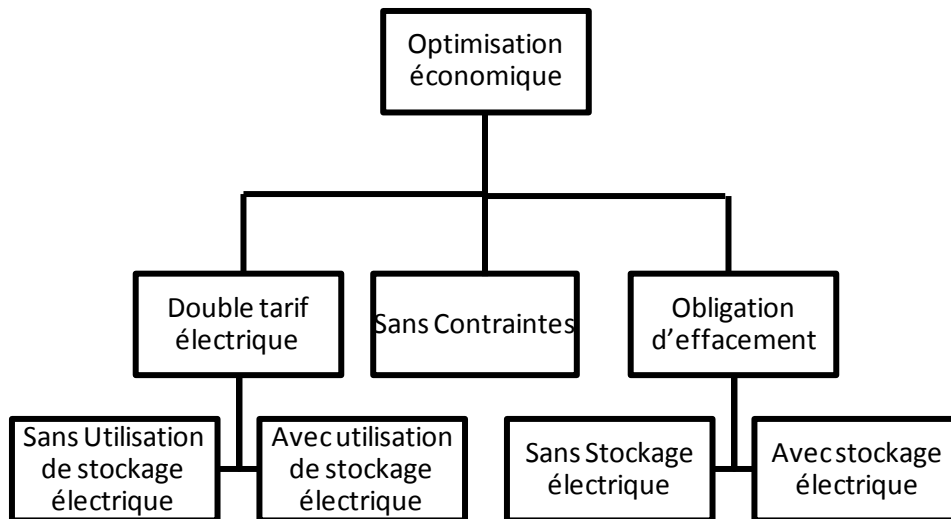 Optimisation
économique
Double tarif
électrique
Sans Contraintes
Obligation
d'effacement
Sans Utilisation
de stockage
électrique
Avec utilisation
de stockage
électrique
Sans Stockage
électrique
Avec stockage
électrique